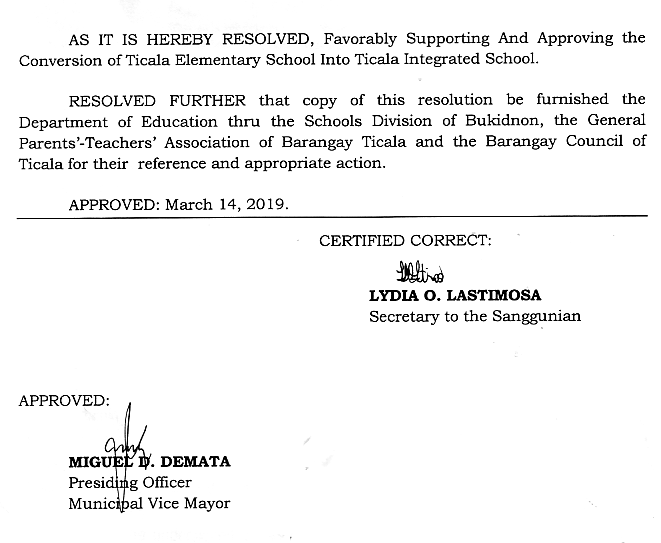 AS IT IS HEREBY RESOLVED, Favorably Supporting And Approving the
Conversion of Ticala Elementary School Into Ticala Integrated School.
RESOLVED FURTHER that copy of this resolution be furnished the
Department of Education thru the Schools Division of Bukidnon, the General
Parents'-Teachers' Association of Barangay Ticala and the Barangay Council of
Ticala for their reference and appropriate action.
APPROVED: March 14, 2019.
CERTIFIED CORRECT:
LYDIA O. LASTIMOSA
Secretary to the Sanggunian
APPROVED:
MIGUEL D. DEMATA
Presiding Officer
Municipal Vice Mayor